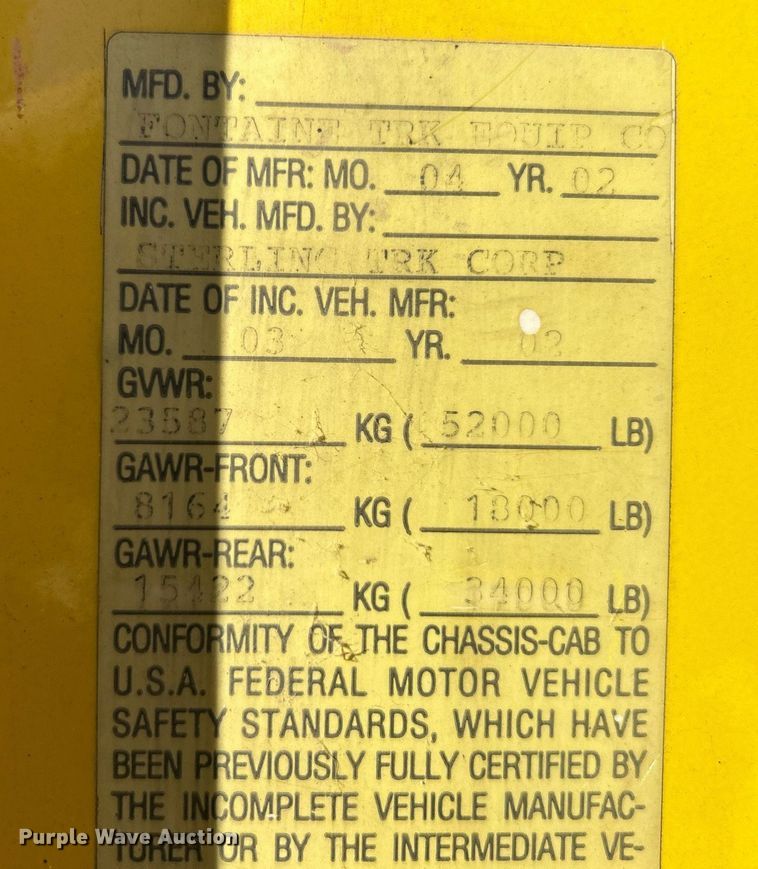 MFD. BY:
FONTAINE TRK EQUIP CO
DATE OF MFR: MO. 04 YR. 02
INC. VEH. MFD. BY:
STERLING TRK CORP
DATE OF INC. VEH. MFR:
MO. 03 YR. 02
GVWR:
23587 KG ( 52000 LB)
GAWR-FRONT:
8164 KG ( 18000 LB)
GAWR-REAR:
15422 KG ( 34000 LB)
CONFORMITY OF THE CHASSIS-CAB TO
U.S.A. FEDERAL MOTOR VEHICLE
SAFETY STANDARDS, WHICH HAVE
BEEN PREVIOUSLY FULLY CERTIFIED BY
THE INCOMPLETE VEHICLE MANUFAC-
TURER OR BY THE INTERMEDIATE VE-
Purple Wave Auction